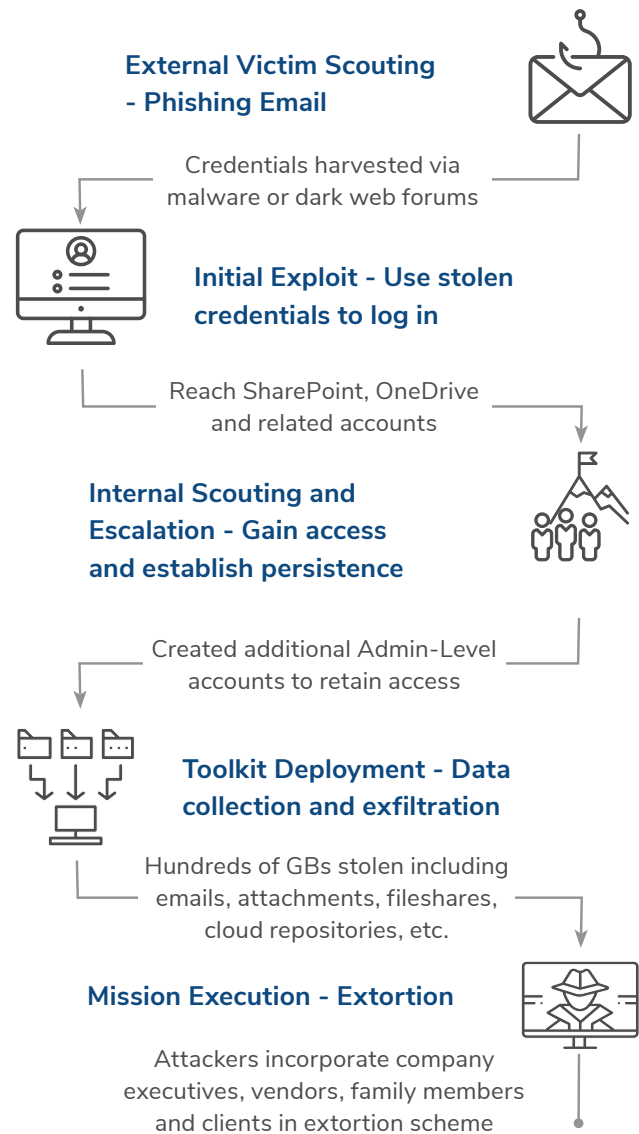 External Victim Scouting
- Phishing Email
Credentials harvested via
malware or dark web forums
Initial Exploit - Use stolen
credentials to log in
Reach SharePoint, OneDrive
and related accounts
Internal Scouting and
Escalation - Gain access
and establish persistence
Created additional Admin-Level
accounts to retain access
Toolkit Deployment - Data
collection and exfiltration
Hundreds of GBs stolen including
emails, attachments, fileshares,
cloud repositories, etc.
Mission Execution - Extortion
Attackers incorporate company
executives, vendors, family members
and clients in extortion scheme